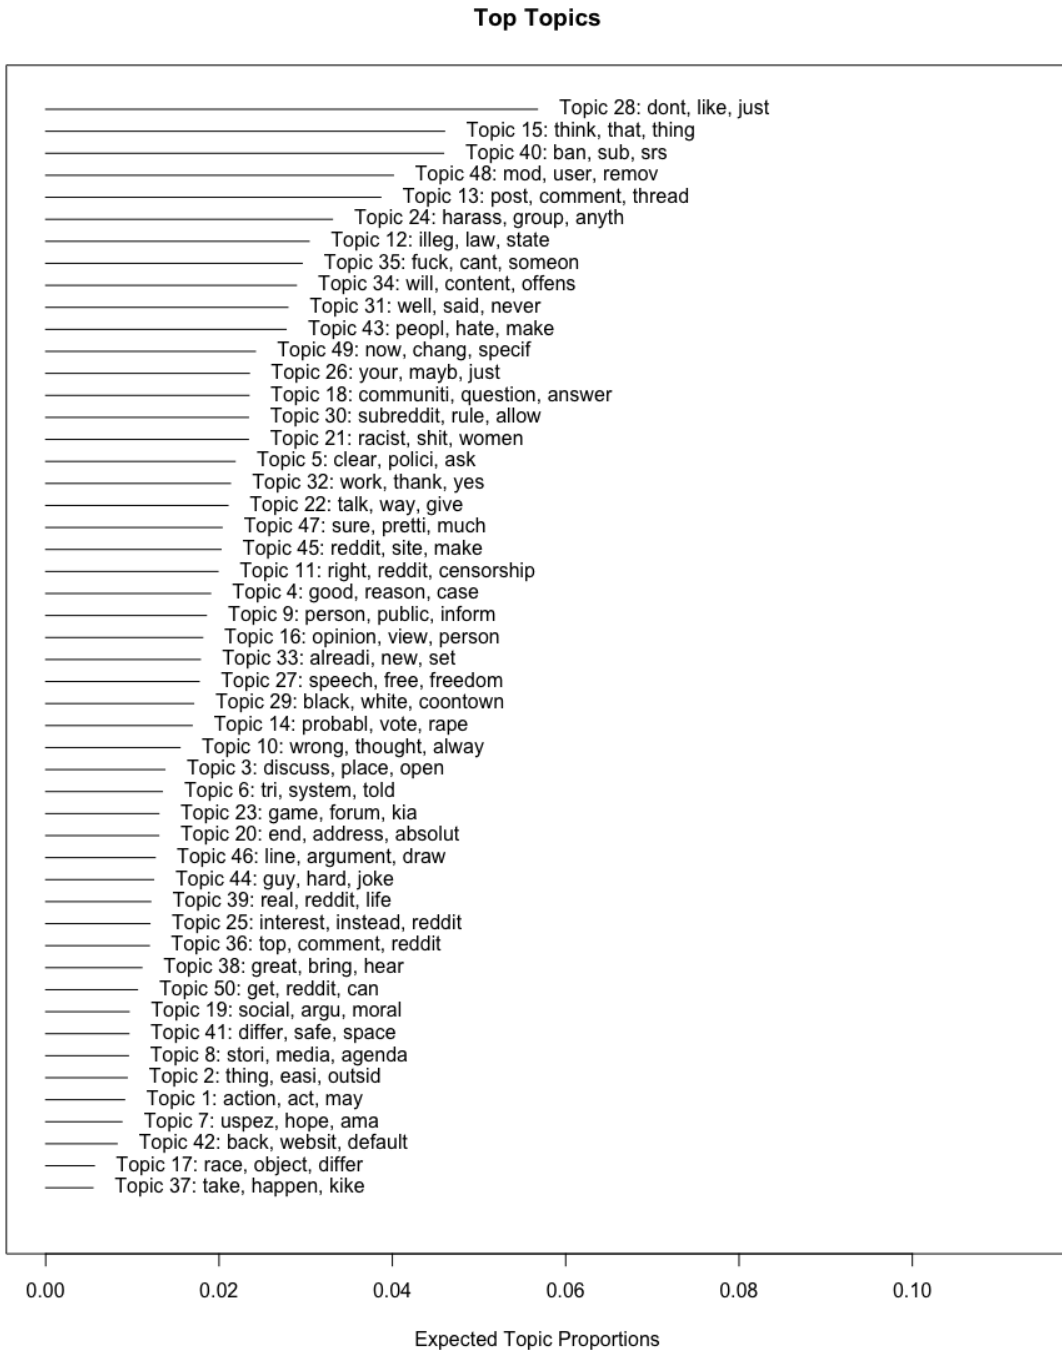 Top Topics
Topic 28: dont, like, just
Topic 15: think, that, thing
Topic 40: ban, sub, srs
Topic 48: mod, user, remov
Topic 13: post, comment, thread
Topic 24: harass, group, anyth
Topic 12: illeg, law, state
Topic 35: fuck, cant, someon
Topic 34: will, content, offens
Topic 31: well, said, never
Topic 43: peopl, hate, make
Topic 49: now, chang, specif
Topic 26: your, mayb, just
Topic 18: communiti, question, answer
Topic 30: subreddit, rule, allow
Topic 21: racist, shit, women
Topic 5: clear, polici, ask
Topic 32: work, thank, yes
Topic 22: talk, way, give
Topic 47: sure, pretti, much
Topic 45: reddit, site, make
Topic 11: right, reddit, censorship
Topic 4: good, reason, case
Topic 9: person, public, inform
Topic 16: opinion, view, person
Topic 33: alreadi, new, set
Topic 27: speech, free, freedom
Topic 29: black, white, coontown
Topic 14: probabl, vote, rape
Topic 10: wrong, thought, alway
Topic 3: discuss, place, open
Topic 6: tri, system, told
Topic 23: game, forum, kia
Topic 20: end, address, absolut
Topic 46: line, argument, draw
Topic 44: guy, hard, joke
Topic 39: real, reddit, life
Topic 25: interest, instead, reddit
Topic 36: top, comment, reddit
Topic 38: great, bring, hear
Topic 50: get, reddit, can
Topic 19: social, argu, moral
Topic 41: differ, safe, space
Topic 8: stori, media, agenda
Topic 2: thing, easi, outsid
Topic 1: action, act, may
Topic 7: uspez, hope, ama
Topic 42: back, websit, default
Topic 17: race, object, differ
Topic 37: take, happen, kike
0.00 0.02 0.04 0.06 0.08 0.10
Expected Topic Proportions